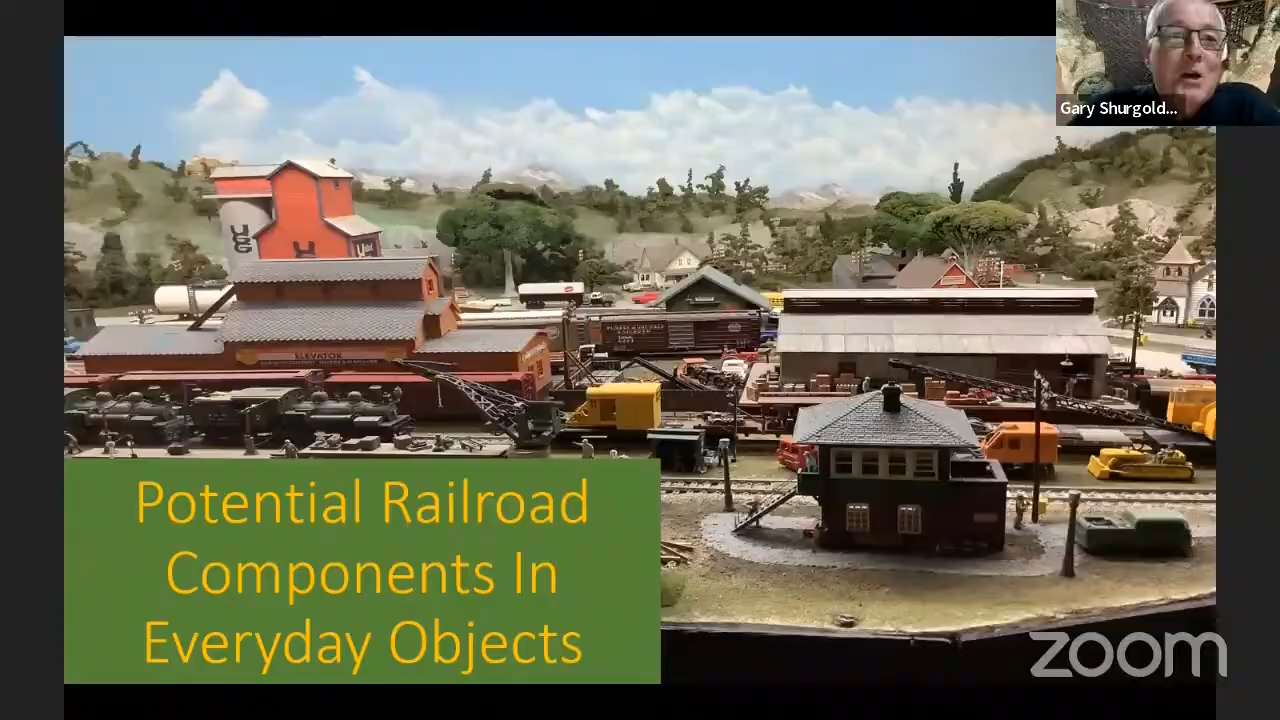 Gary Shurgold...
ELEVATOR
Potential Railroad
Components In
Everyday Objects
zoom